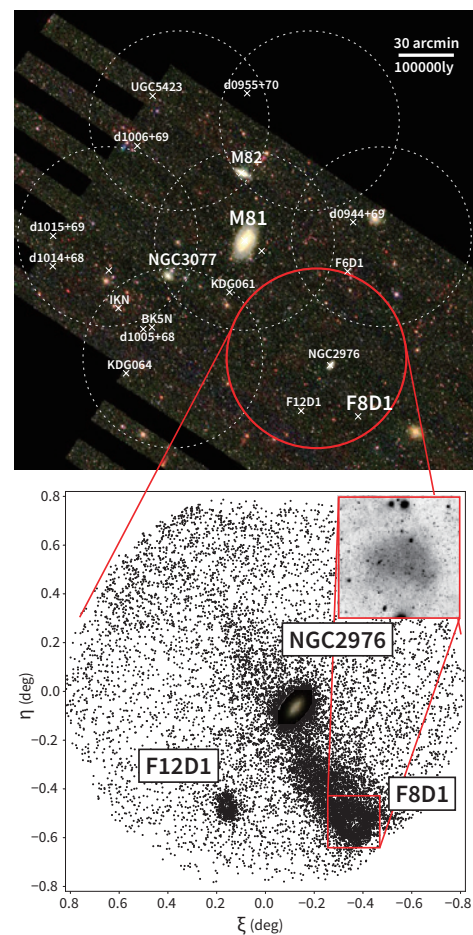 30 arcmin
100000ly
UGC5423
d0955+70
d1006+69
M82
d0944+69
d1015+69
M81
d1014+68
NGC3077
F6D1
KDG061
IKN
BK5N
d1005+68
NGC2976
KDG064
F12D1
F8D1
0.8
0.6
0.4
0.2
0.0
−0.2
−0.4
−0.6
−0.8
η (deg)
NGC2976
F12D1
F8D1
0.8 0.6 0.4 0.2 0.0 −0.2 −0.4 −0.6 −0.8
ξ (deg)